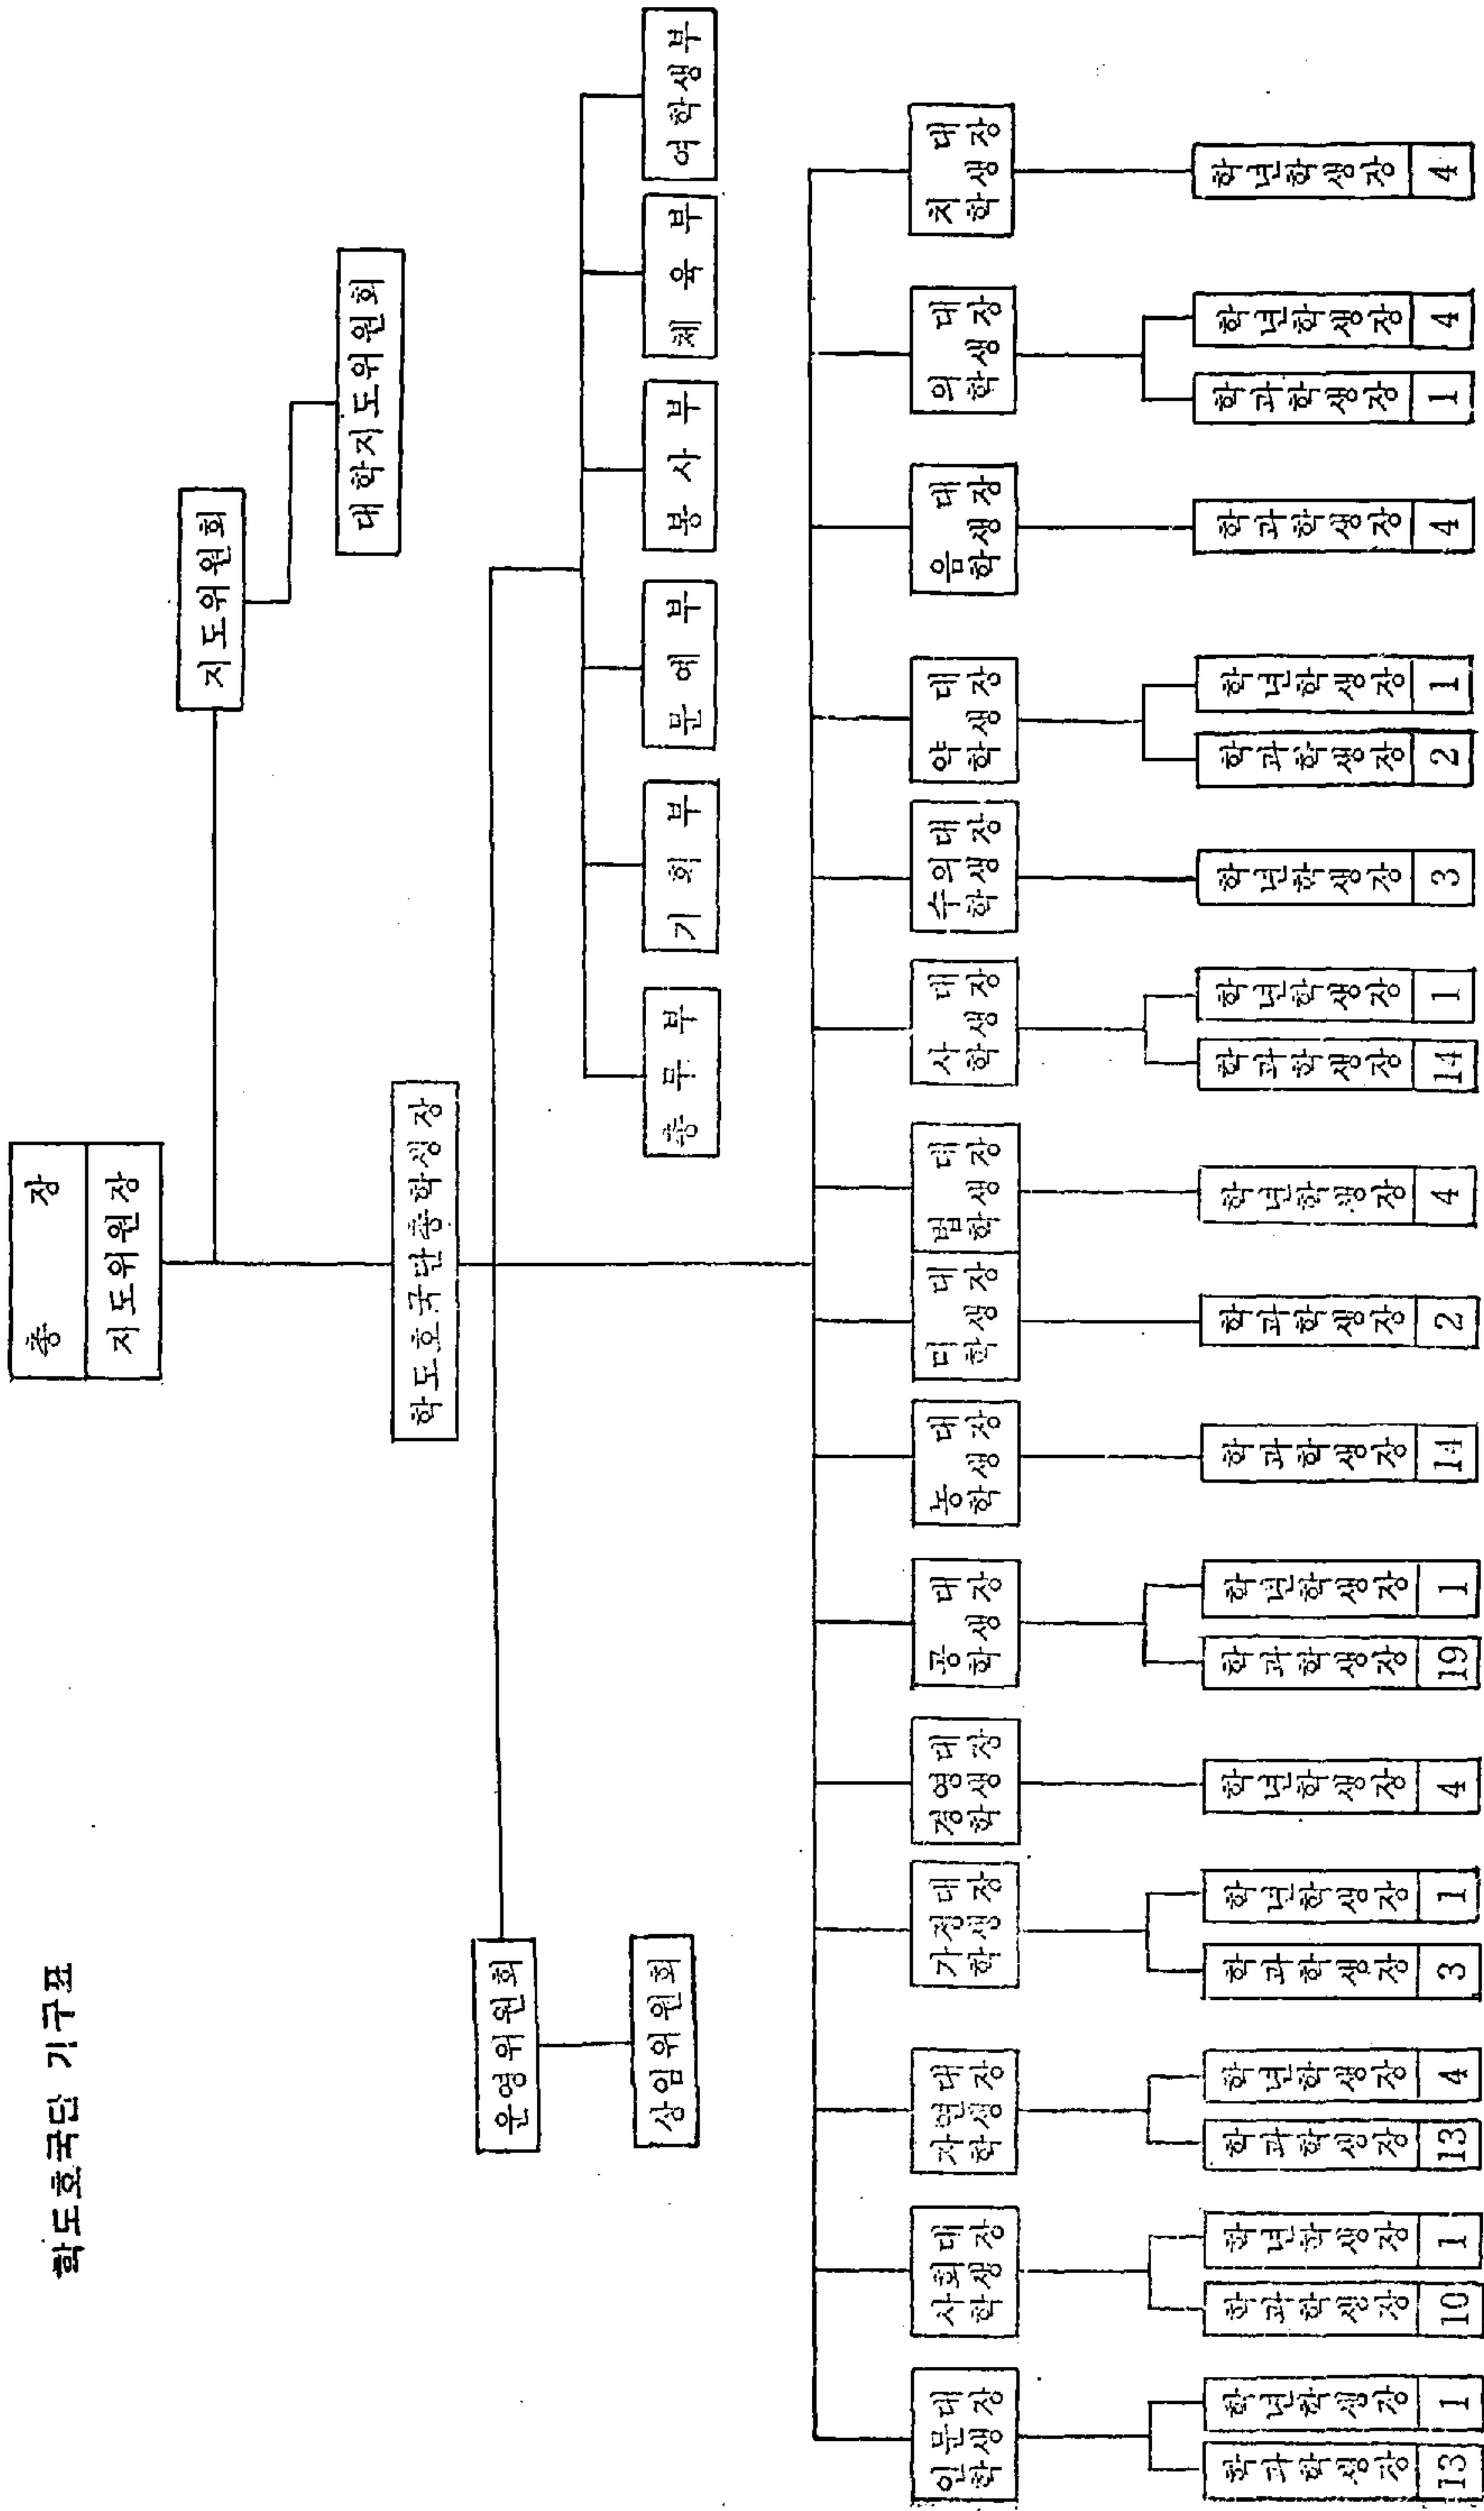 학도호국단 기구표
총 장
지도위원장
지도위원회
대학지도위원회
학도호국단총학생장
운영위원회
상임위원회
총 무 부
기 획 부
문 예 부
봉 사 부
체 육 부
여 학 생 부
인문대
학생장
사회대
학생장
자연대
학생장
가정대
학생장
경영대
학생장
공 대
학생장
농 대
학생장
미 대
학생장
법 대
학생장
사 대
학생장
수의대
학생장
약 대
학생장
음 대
학생장
의 대
학생장
치 대
학생장
학과학생장
13
학년학생장
1
학과학생장
10
학년학생장
1
학과학생장
13
학년학생장
4
학과학생장
3
학년학생장
1
학년학생장
4
학과학생장
19
학년학생장
1
학과학생장
14
학과학생장
2
학년학생장
4
학과학생장
14
학년학생장
1
학년학생장
3
학과학생장
2
학년학생장
1
학과학생장
4
학과학생장
1
학년학생장
4
학년학생장
4